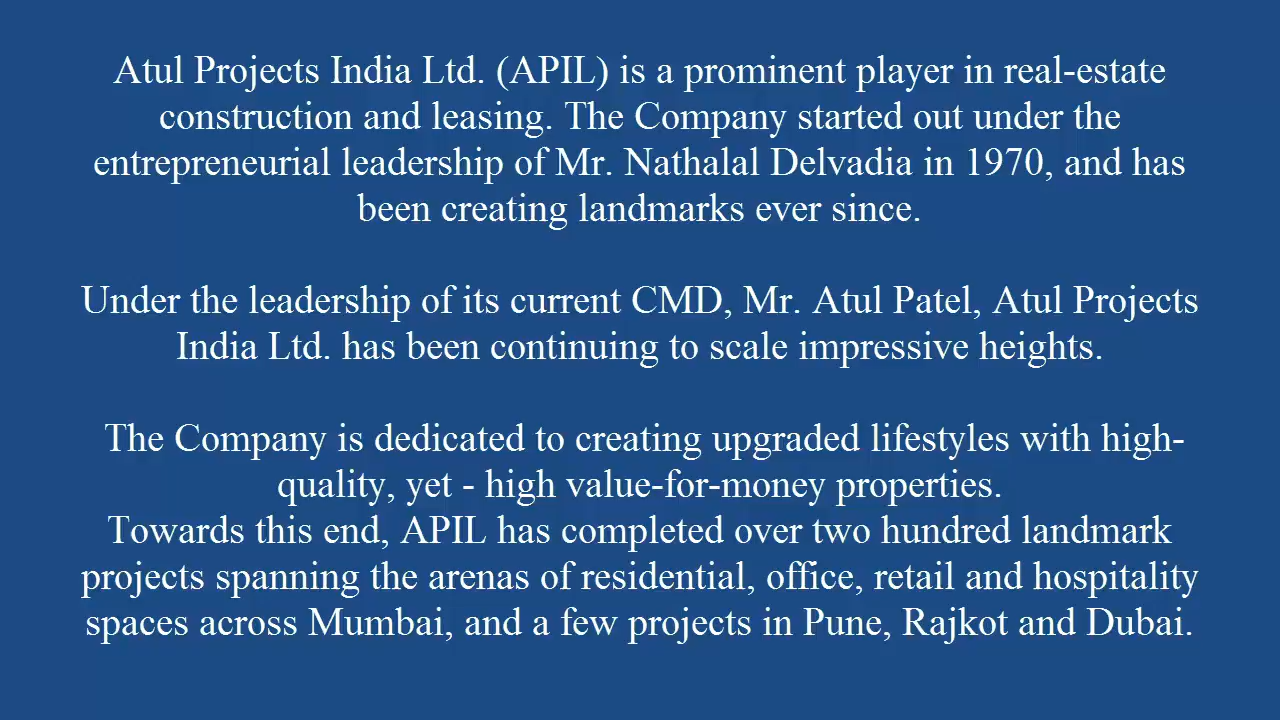 Atul Projects India Ltd. (APIL) is a prominent player in real-estate
construction and leasing. The Company started out under the
entrepreneurial leadership of Mr. Nathalal Delvadia in 1970, and has
been creating landmarks ever since.
Under the leadership of its current CMD, Mr. Atul Patel, Atul Projects
India Ltd. has been continuing to scale impressive heights.
The Company is dedicated to creating upgraded lifestyles with high-
quality, yet - high value-for-money properties.
Towards this end, APIL has completed over two hundred landmark
projects spanning the arenas of residential, office, retail and hospitality
spaces across Mumbai, and a few projects in Pune, Rajkot and Dubai.